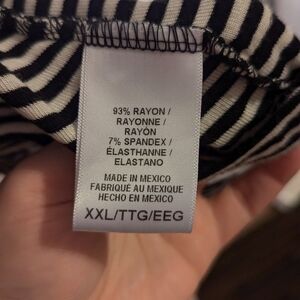 93% RAYON /
RAYONNE /
RAYÓN
7% SPANDEX /
ÉLASTHANNE /
ELASTANO
MADE IN MEXICO
FABRIQUÉ AU MEXIQUE
HECHO EN MEXICO
XXL/TTG/EEG